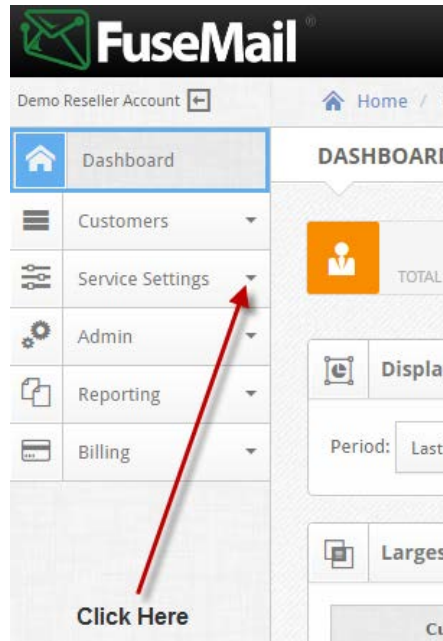 FuseMail®
Demo Reseller Account
Home /
Dashboard
DASHBOARD
Customers
Service Settings
TOTAL
Admin
Displa
Reporting
Period: Last
Billing
Larges
Click Here
Cu